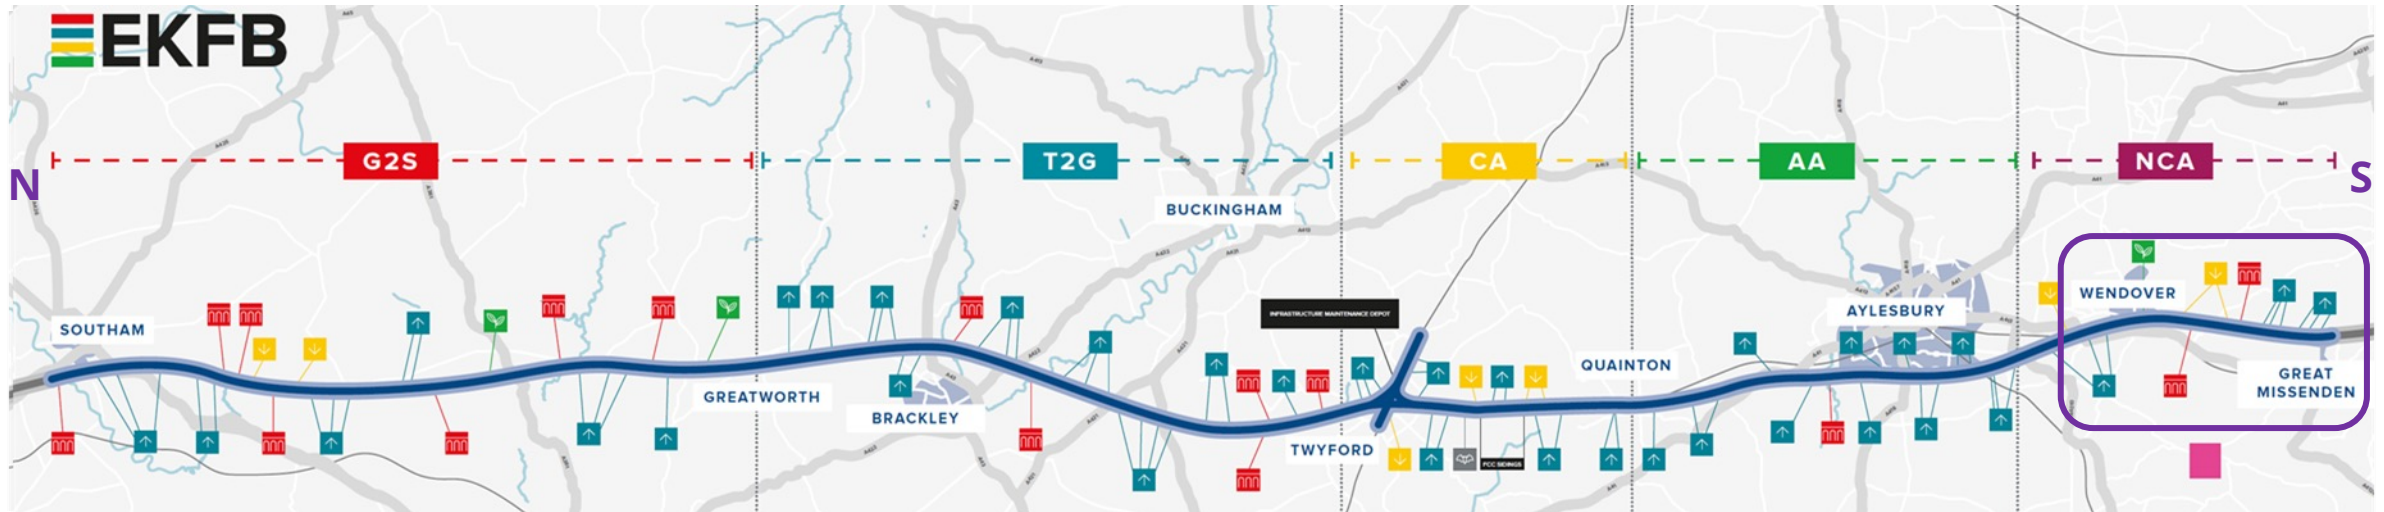 EKFB
G2S
T2G
CA
AA
NCA
N
S
BUCKINGHAM
WENDOVER
INFRASTRUCTURE MAINTENANCE DEPOT
AYLESBURY
SOUTHAM
QUAINTON
GREAT
MISSENDEN
GREATWORTH
BRACKLEY
TWYFORD
FCC SIDINGS